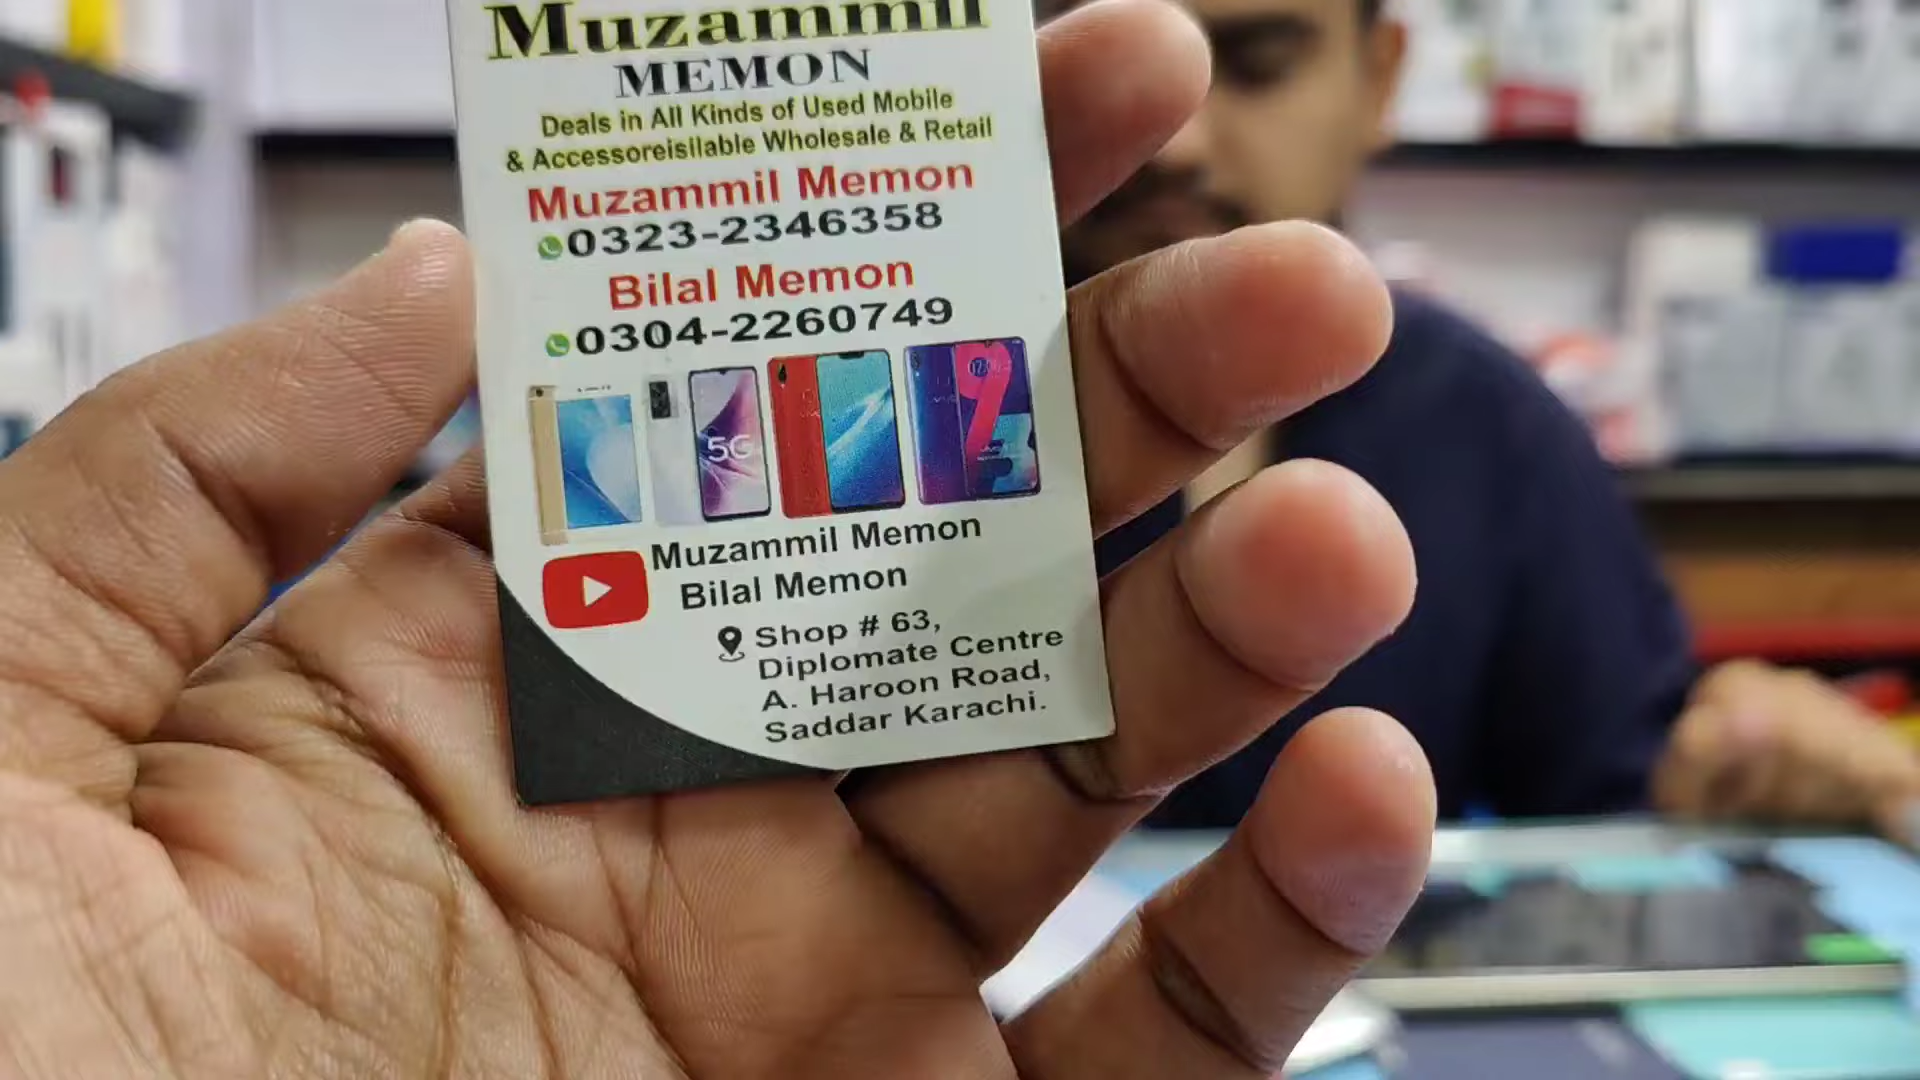 Muzammil
MEMON
Deals in All Kinds of Used Mobile
& Accessoreisilable Wholesale & Retail
Muzammil Memon
0323-2346358
Bilal Memon
0304-2260749
5G
Muzammil Memon
Bilal Memon
Shop # 63,
Diplomate Centre
A. Haroon Road,
Saddar Karachi.